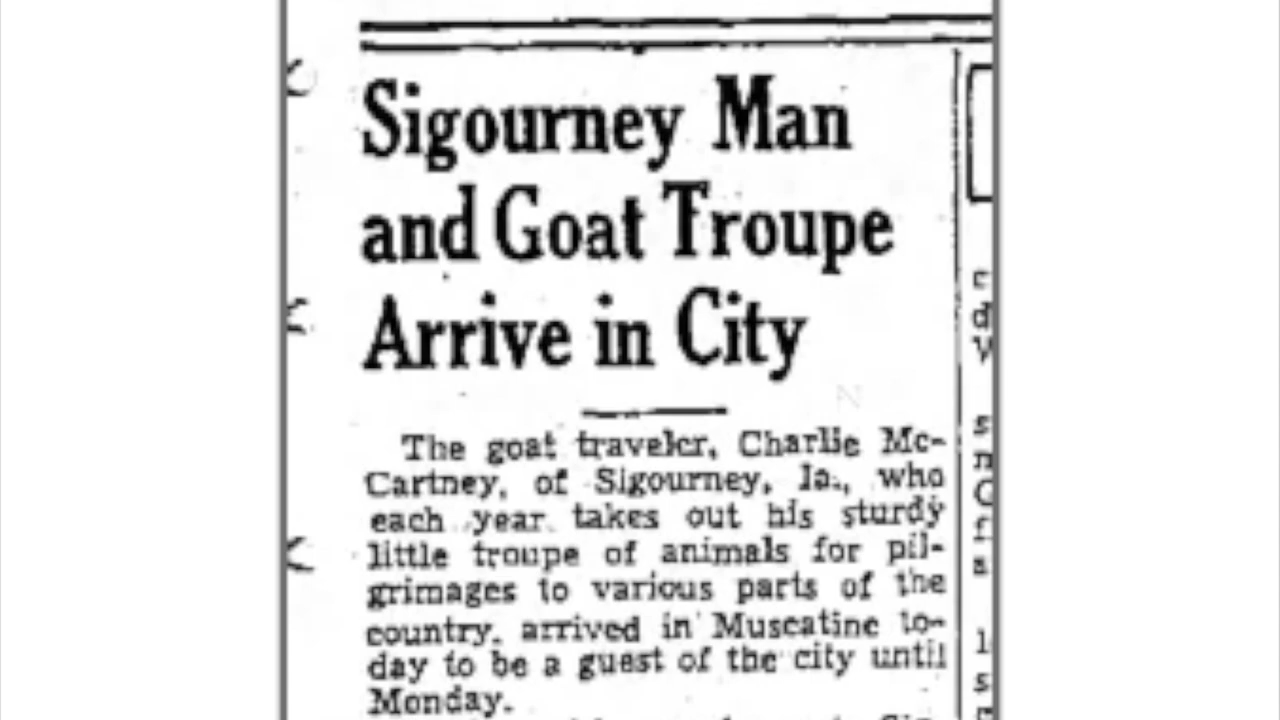 Sigourney Man
and Goat Troupe
Arrive in City
The goat traveler, Charlie Mc-
Cartney, of Sigourney, Ia., who
each year takes out his sturdy
little troupe of animals for pil-
grimages to various parts of the
country, arrived in Muscatine to-
day to be a guest of the city until
Monday.